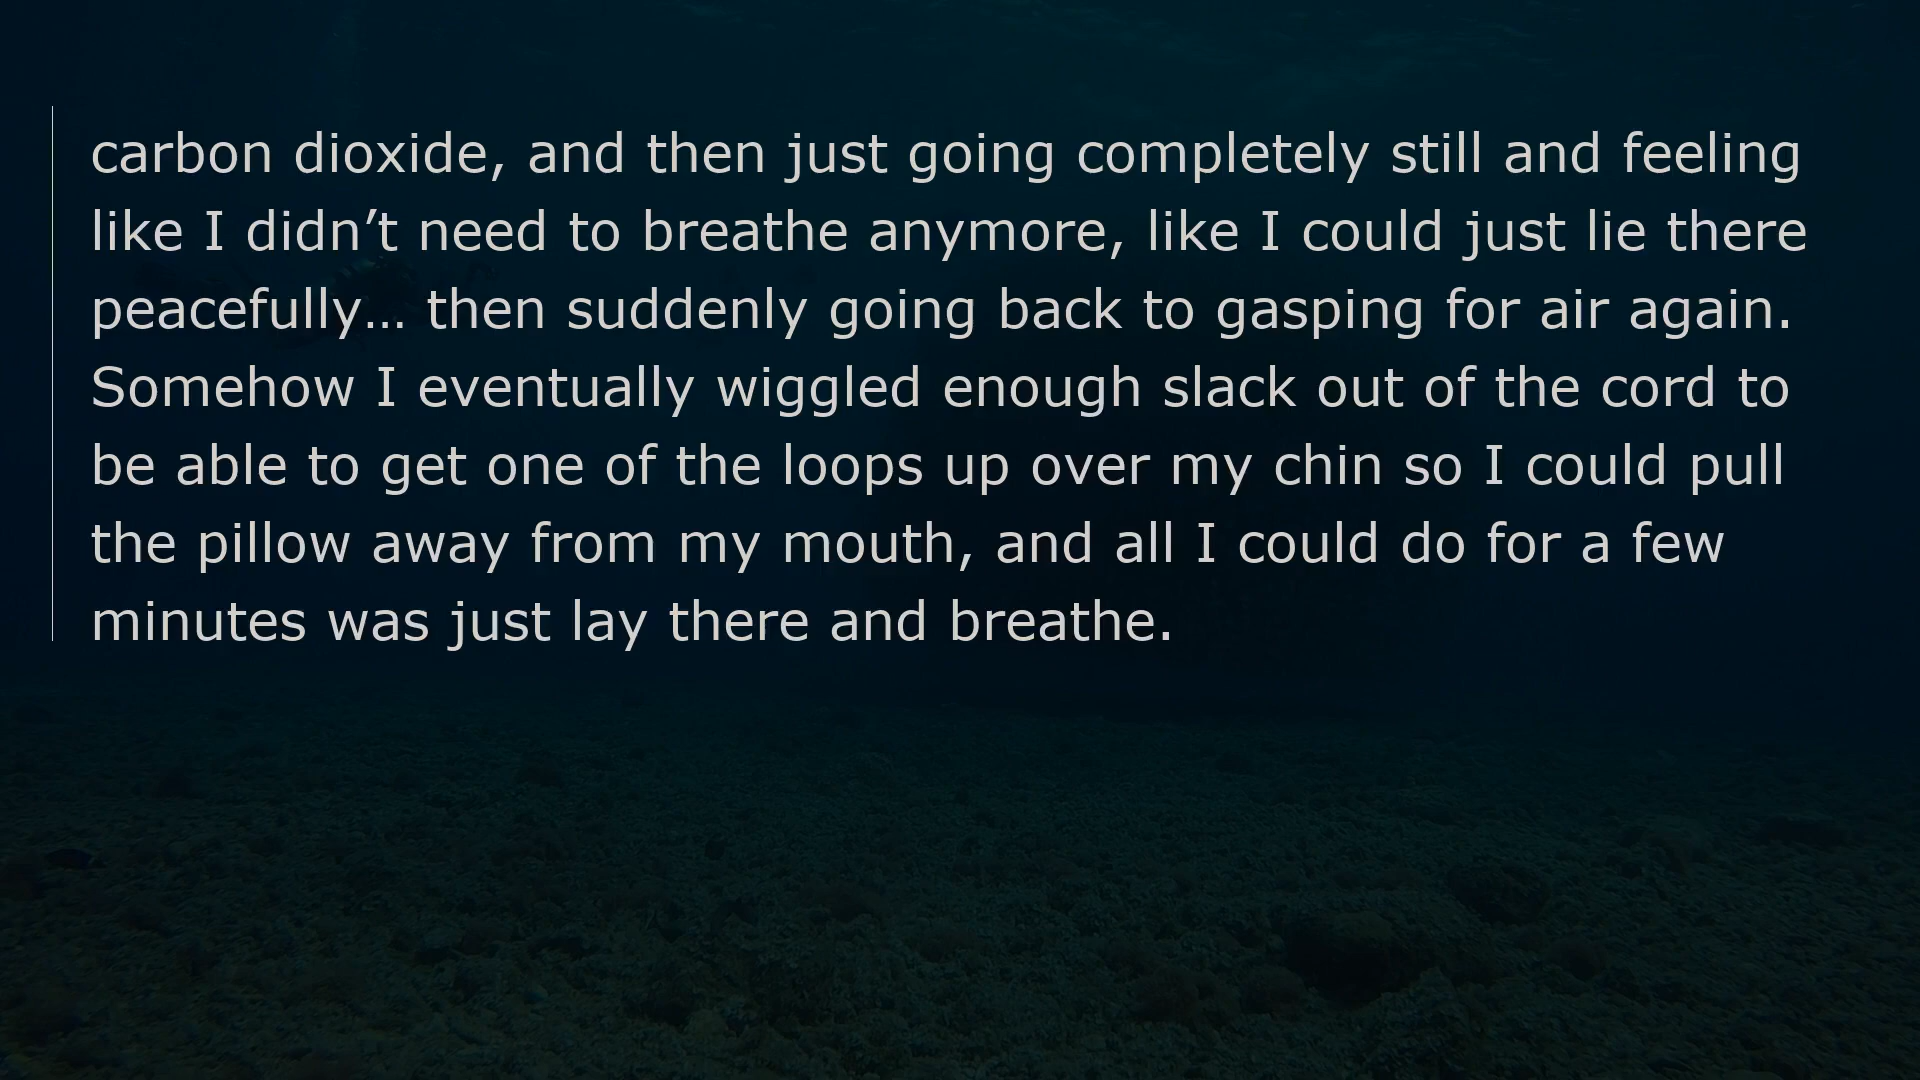 carbon dioxide, and then just going completely still and feeling
like I didn’t need to breathe anymore, like I could just lie there
peacefully… then suddenly going back to gasping for air again.
Somehow I eventually wiggled enough slack out of the cord to
be able to get one of the loops up over my chin so I could pull
the pillow away from my mouth, and all I could do for a few
minutes was just lay there and breathe.